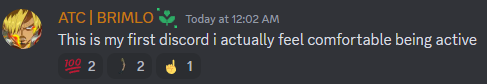 ATC | BRIMLO Today at 12:02 AM
This is my first discord i actually feel comfortable being active
💯 2 2 ☝ 1